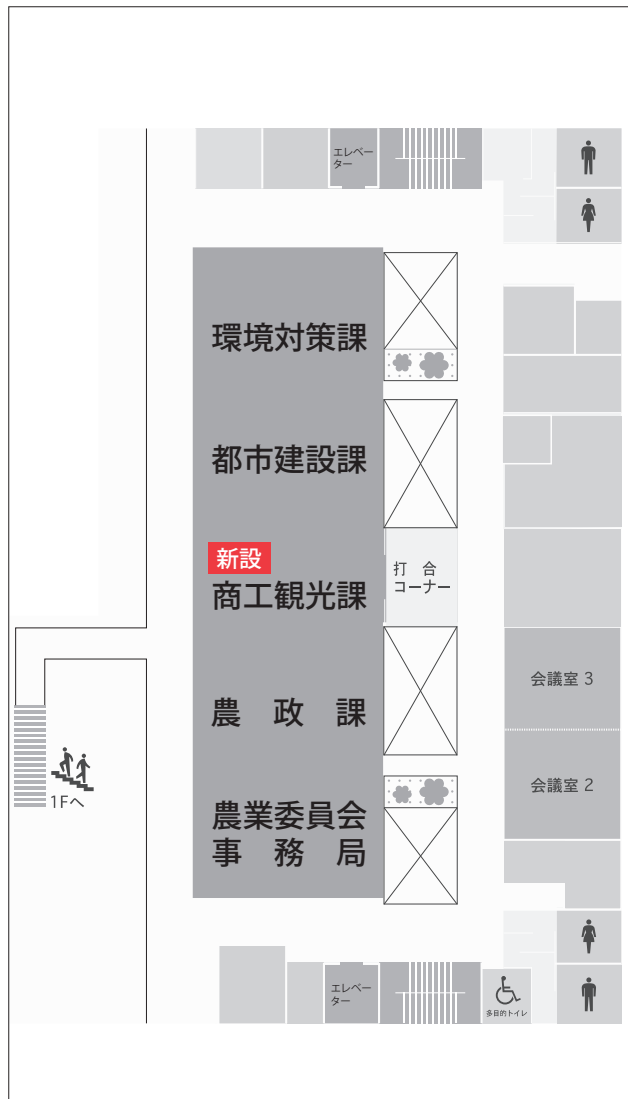 エレベー
ター
環境対策課
都市建設課
新設
商工観光課
打 合
コーナー
農 政 課
会議室 3
会議室 2
1Fへ
農業委員会
事 務 局
エレベー
ター
多目的トイレ